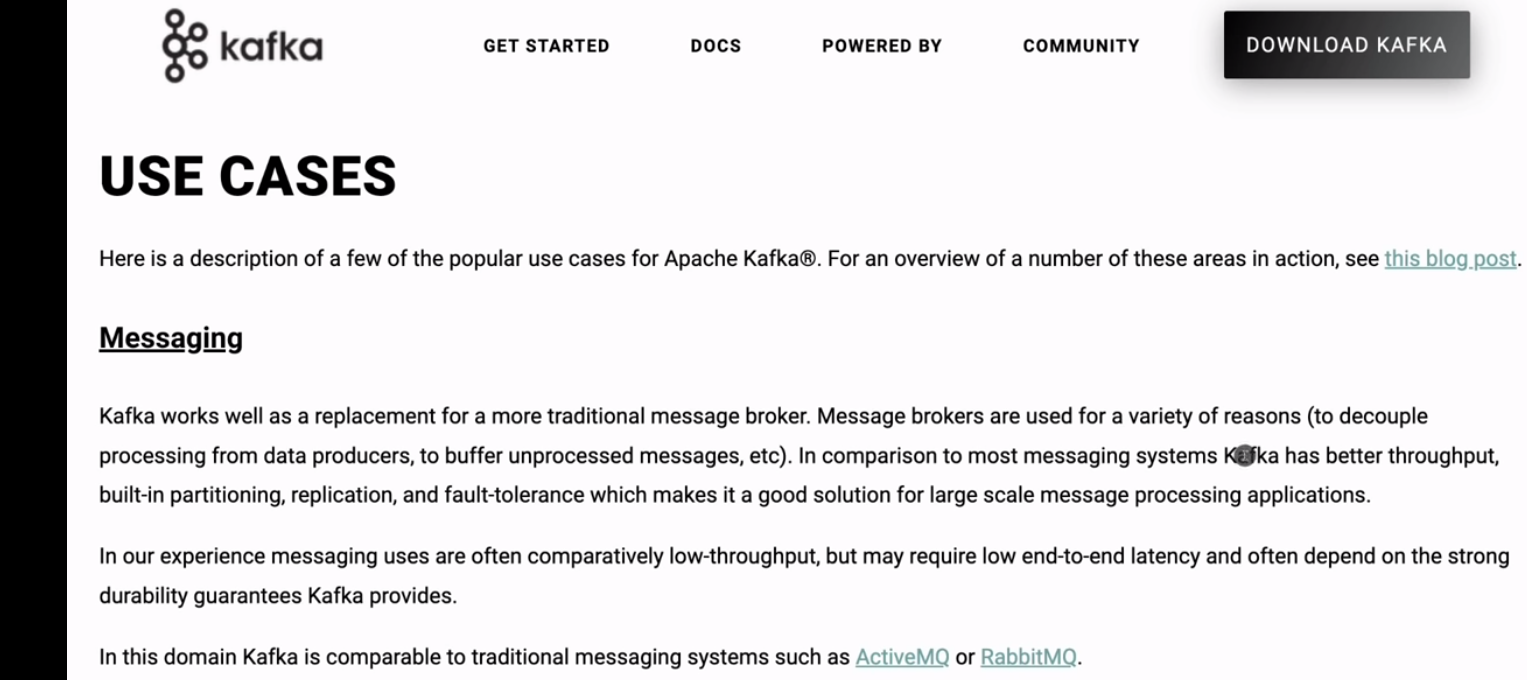 kafka
GET STARTED
DOCS
POWERED BY
COMMUNITY
DOWNLOAD KAFKA
USE CASES
Here is a description of a few of the popular use cases for Apache Kafka®. For an overview of a number of these areas in action, see this blog post.
Messaging
Kafka works well as a replacement for a more traditional message broker. Message brokers are used for a variety of reasons (to decouple
processing from data producers, to buffer unprocessed messages, etc). In comparison to most messaging systems Kafka has better throughput,
built-in partitioning, replication, and fault-tolerance which makes it a good solution for large scale message processing applications.
In our experience messaging uses are often comparatively low-throughput, but may require low end-to-end latency and often depend on the strong
durability guarantees Kafka provides.
In this domain Kafka is comparable to traditional messaging systems such as ActiveMQ or RabbitMQ.